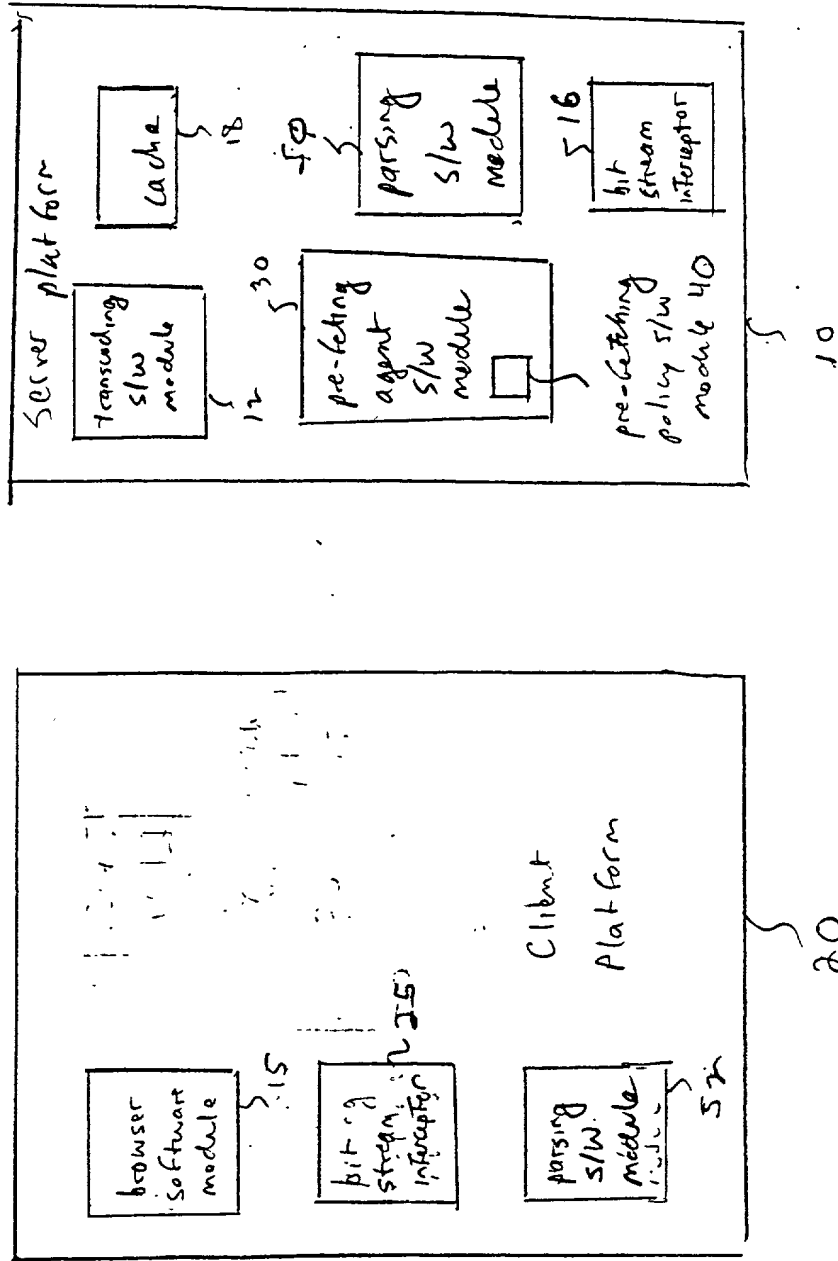 Server platform
transcoding
s/w
module
12
cache
18
pre-feting
agent
s/w
module
30
50
parsing
s/w
module
pre-fetching
policy s/w
module 40
16
bit
stream
interceptor
10
browser
software
module
15
bit
stream
interceptor
25
parsing
s/w
module
52
Client
Platform
20